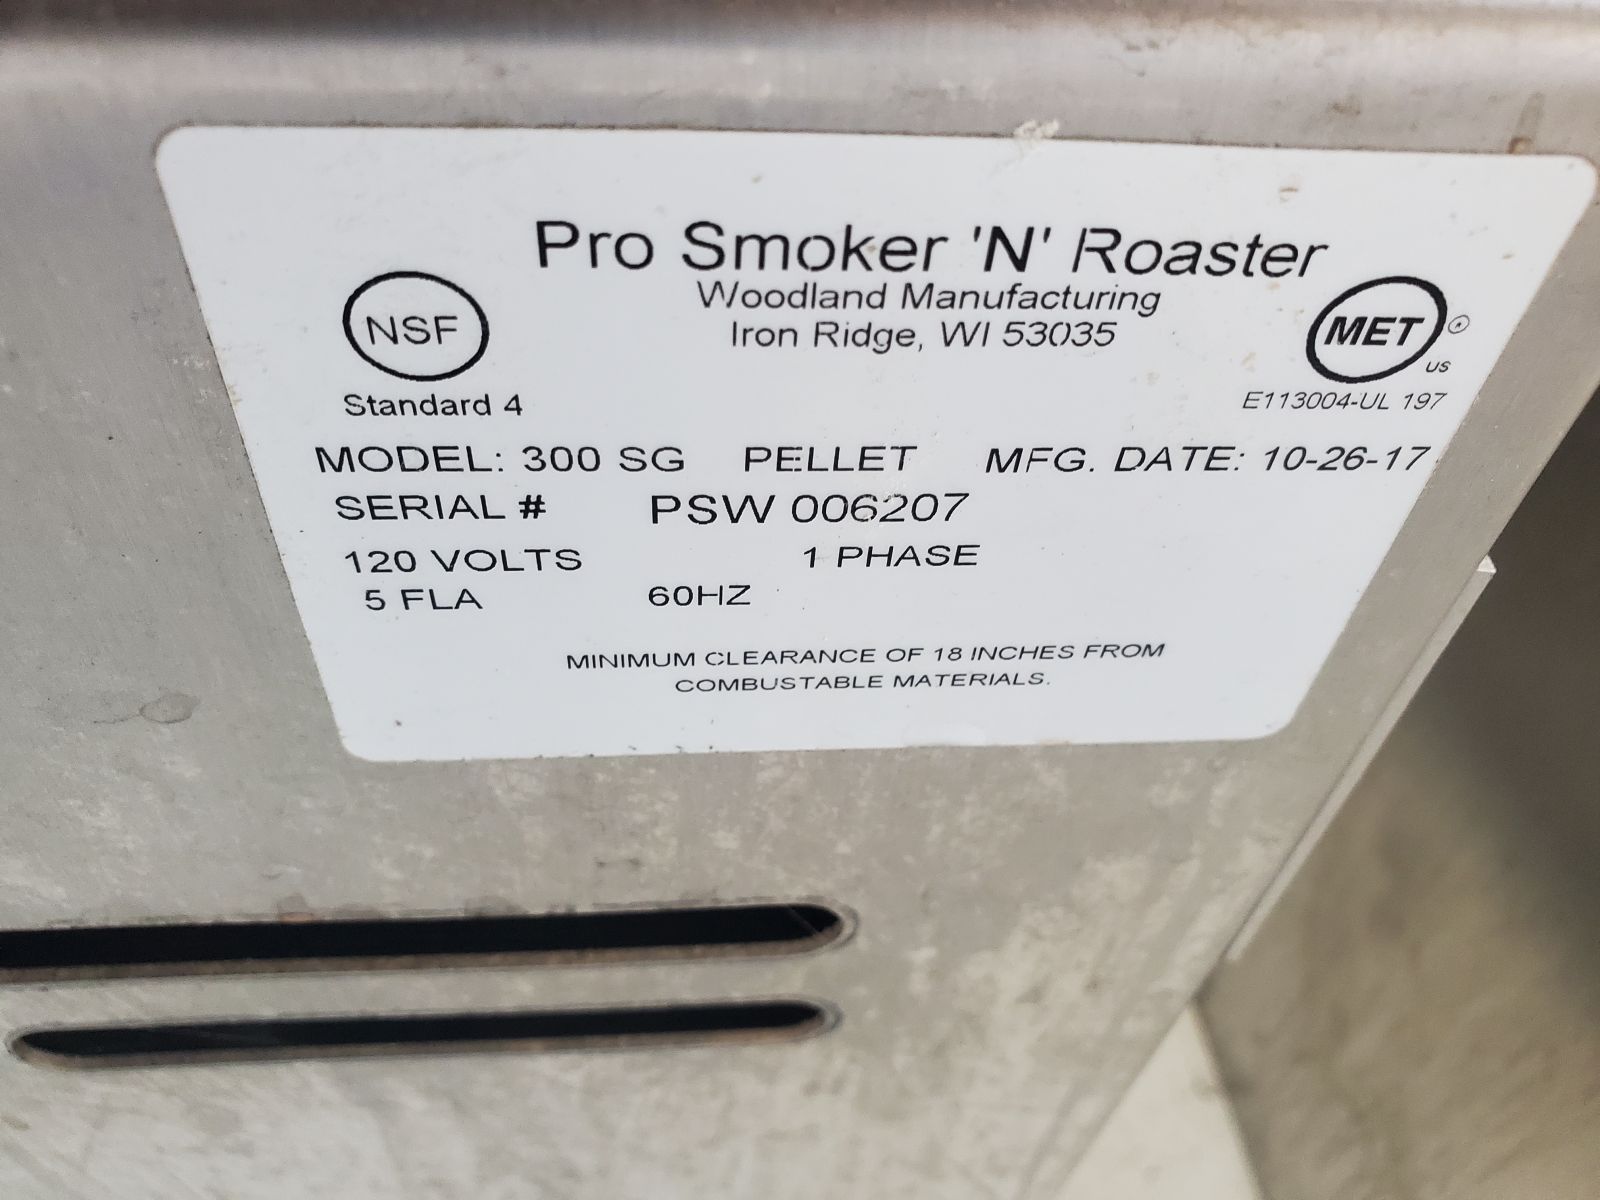 Pro Smoker 'N' Roaster
Woodland Manufacturing
Iron Ridge, WI 53035
NSF
Standard 4
MET
US
E113004-UL 197
MODEL: 300 SG PELLET MFG. DATE: 10-26-17
SERIAL # PSW 006207
120 VOLTS 1 PHASE
5 FLA 60HZ
MINIMUM CLEARANCE OF 18 INCHES FROM
COMBUSTABLE MATERIALS.